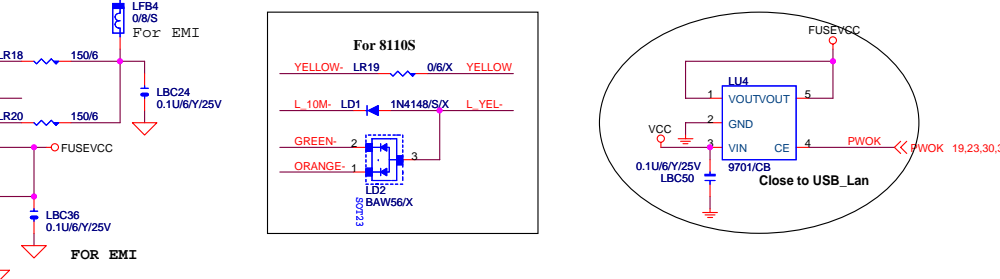 LFB4
0/8/S
For EMI
LR18 150/6
LBC24
0.1U/6/Y/25V
LR20 150/6
FUSEVCC
LBC36
0.1U/6/Y/25V
FOR EMI
For 8110S
YELLOW- LR19 0/6/X YELLOW
L_10M- LD1 1N4148/S/X L_YEL-
GREEN- 2
3
ORANGE- 1
LD2
BAW56/X
SOT23
FUSEVCC
LU4
1 VOUT VOUT 5
2 GND
VCC
3 VIN CE 4 PWOK PWOK 19,23,30,3
0.1U/6/Y/25V
LBC50
9701/CB
Close to USB_Lan